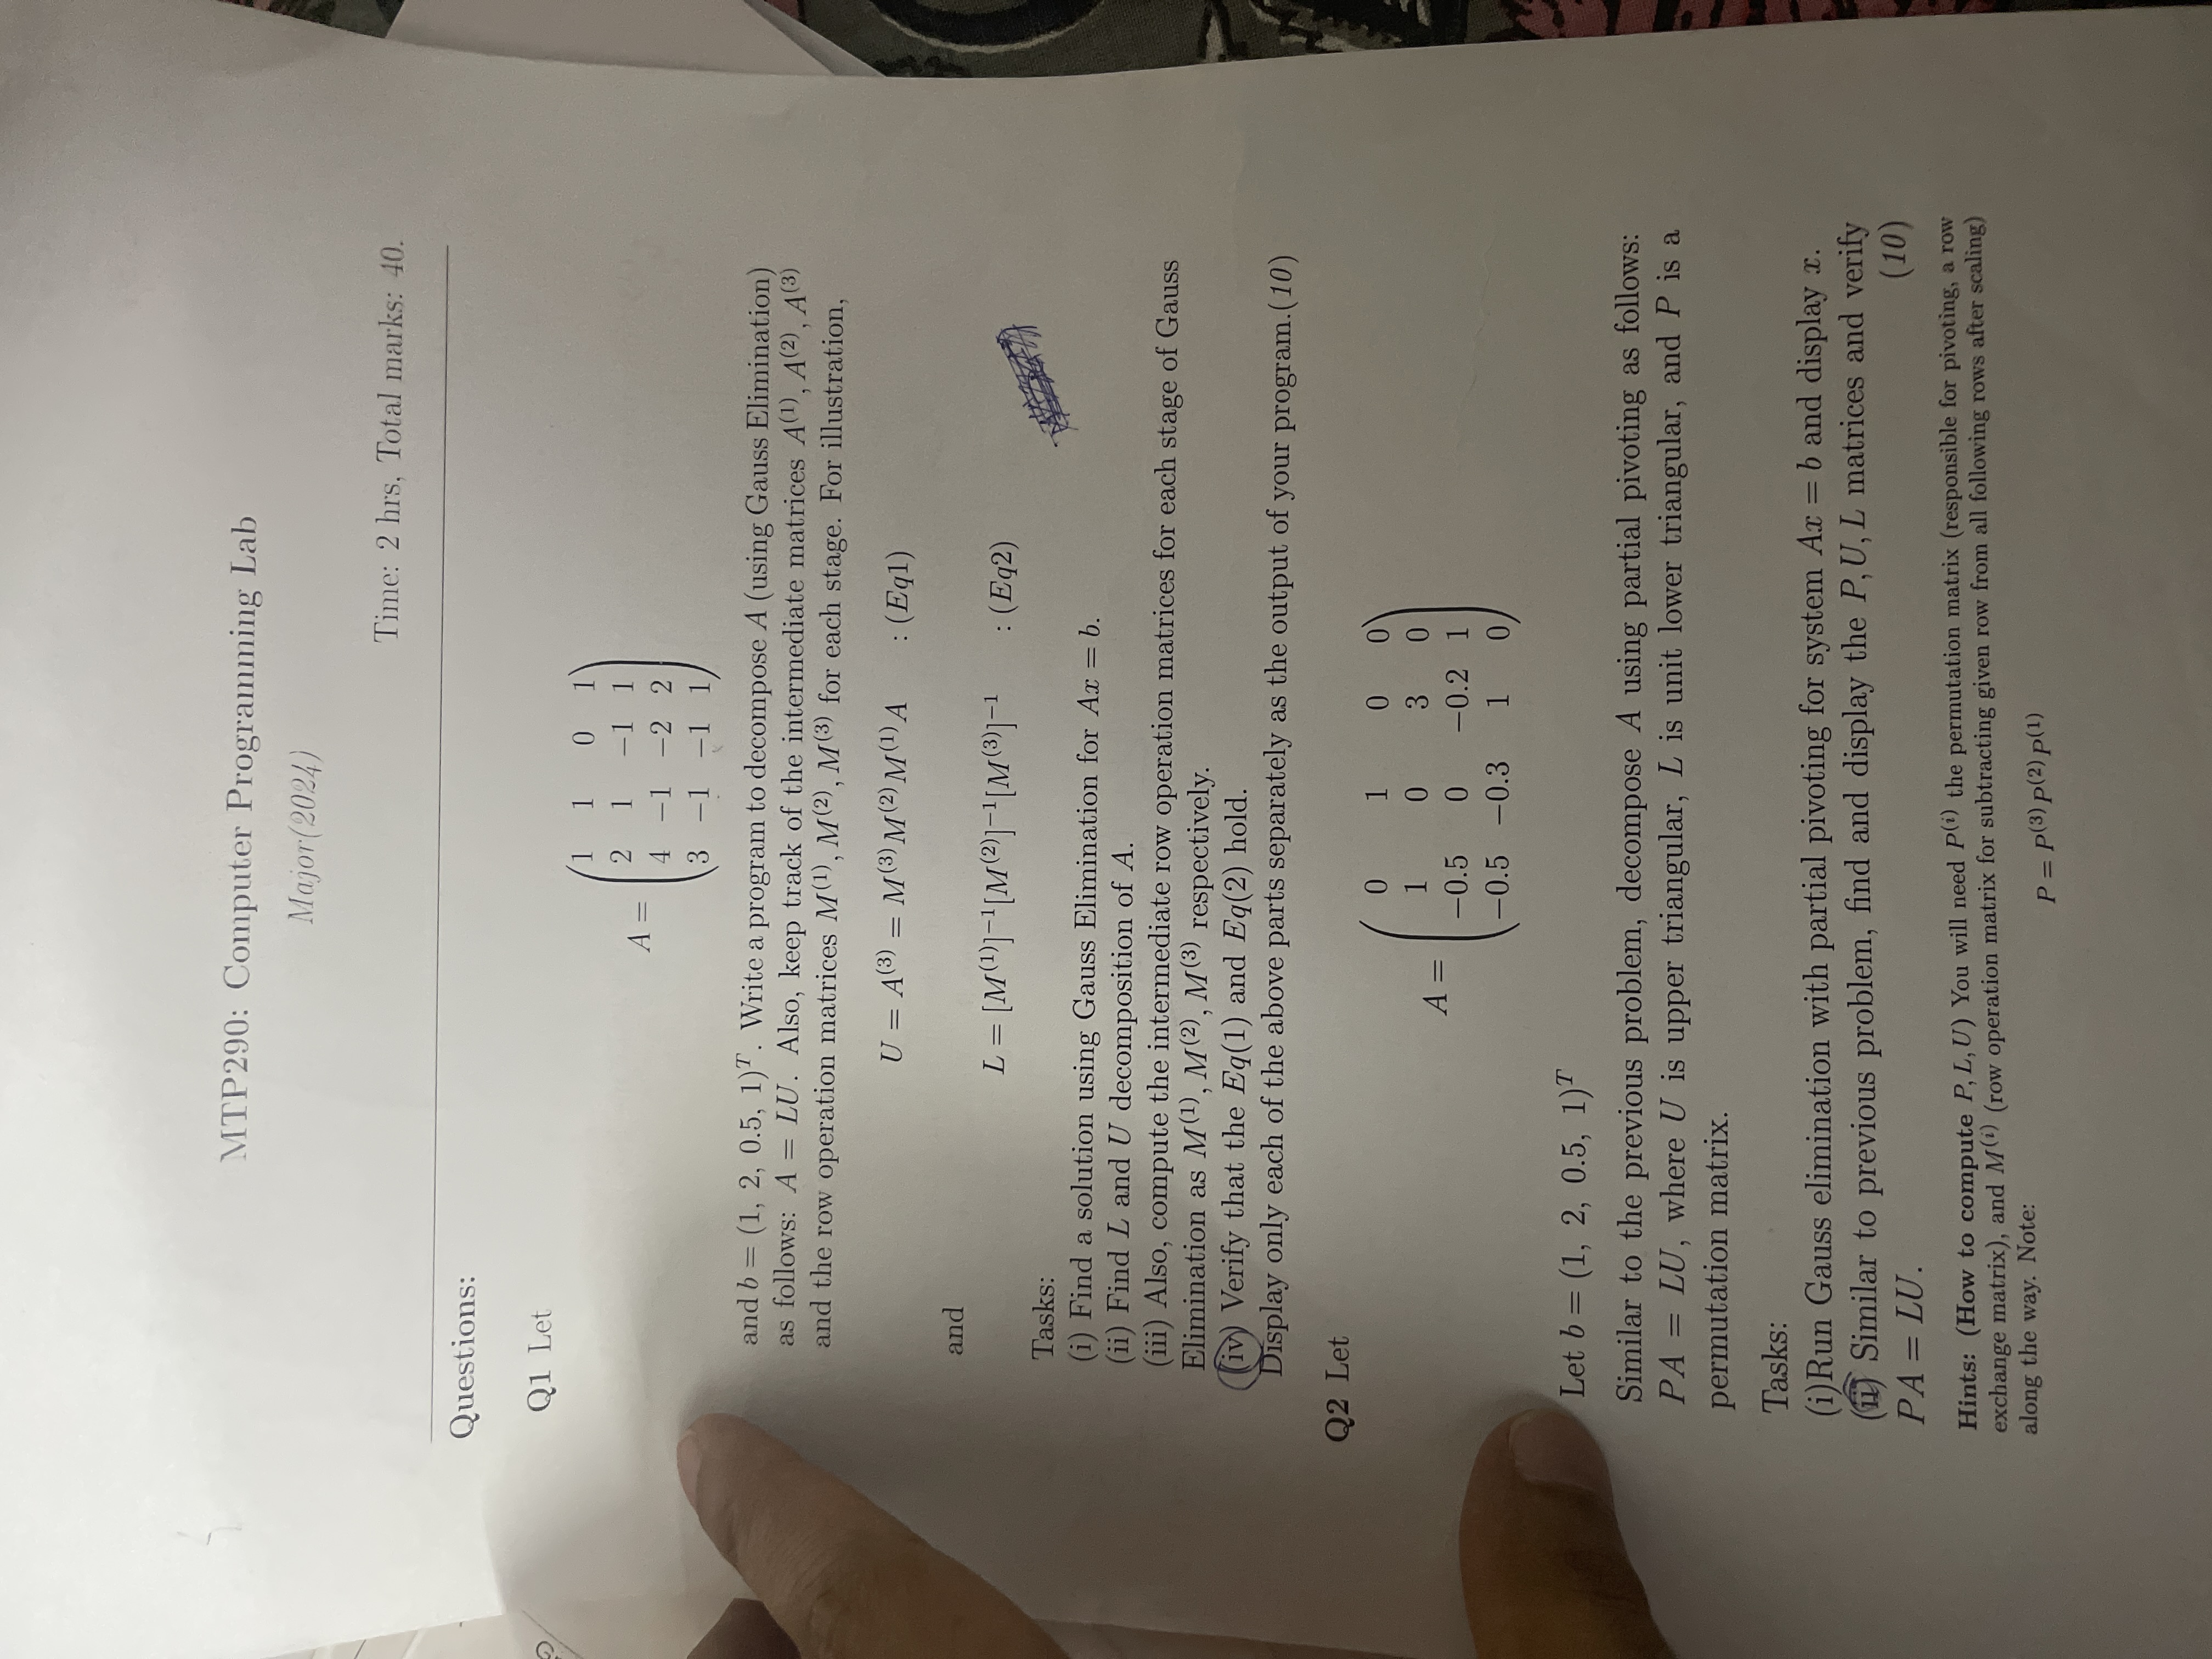 MTP290: Computer Programming Lab
Major(2024)
Time: 2 hrs, Total marks: 40.
Questions:
Q1 Let
A = 
1 1 0 1
2 1 −1 1
4 −1 −2 2
3 −1 −1 1
and b = (1, 2, 0.5, 1)^T. Write a program to decompose A (using Gauss Elimination)
as follows: A = LU. Also, keep track of the intermediate matrices A^(1), A^(2), A^(3)
and the row operation matrices M^(1), M^(2), M^(3) for each stage. For illustration,
U = A^(3) = M^(3)M^(2)M^(1)A : (Eq1)
and
L = [M^(1)]^−1[M^(2)]^−1[M^(3)]^−1 : (Eq2)
Tasks:
(i) Find a solution using Gauss Elimination for Ax = b.
(ii) Find L and U decomposition of A.
(iii) Also, compute the intermediate row operation matrices for each stage of Gauss
Elimination as M^(1), M^(2), M^(3) respectively.
(iv) Verify that the Eq(1) and Eq(2) hold.
Display only each of the above parts separately as the output of your program.(10)
Q2 Let
A = 
0 1 0 0
1 0 3 0
−0.5 0 −0.2 1
−0.5 −0.3 1 0
Let b = (1, 2, 0.5, 1)^T
Similar to the previous problem, decompose A using partial pivoting as follows:
PA = LU, where U is upper triangular, L is unit lower triangular, and P is a
permutation matrix.
Tasks:
(i)Run Gauss elimination with partial pivoting for system Ax = b and display x.
(ii) Similar to previous problem, find and display the P, U, L matrices and verify
PA = LU. (10)
Hints: (How to compute P, L, U) You will need P^(i) the permutation matrix (responsible for pivoting, a row
exchange matrix), and M^(i) (row operation matrix for subtracting given row from all following rows after scaling)
along the way. Note:
P = P^(3)P^(2)P^(1)